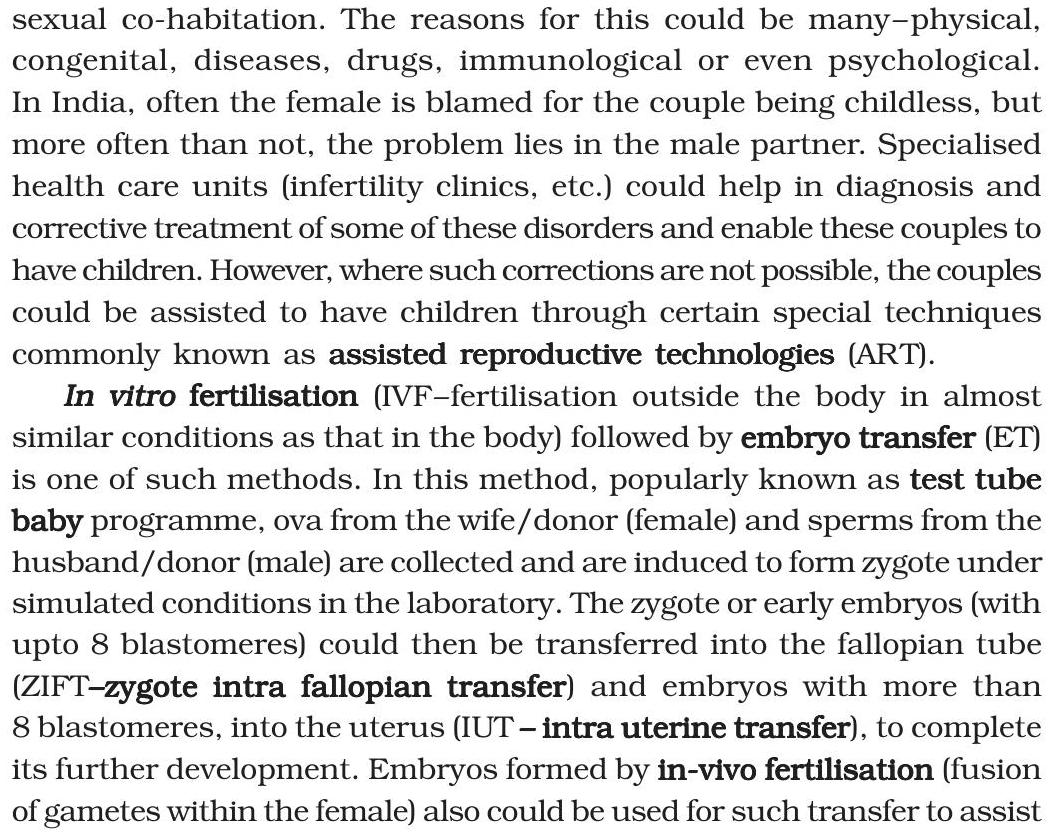 sexual co-habitation. The reasons for this could be many–physical,
congenital, diseases, drugs, immunological or even psychological.
In India, often the female is blamed for the couple being childless, but
more often than not, the problem lies in the male partner. Specialised
health care units (infertility clinics, etc.) could help in diagnosis and
corrective treatment of some of these disorders and enable these couples to
have children. However, where such corrections are not possible, the couples
could be assisted to have children through certain special techniques
commonly known as assisted reproductive technologies (ART).
In vitro fertilisation (IVF–fertilisation outside the body in almost
similar conditions as that in the body) followed by embryo transfer (ET)
is one of such methods. In this method, popularly known as test tube
baby programme, ova from the wife/donor (female) and sperms from the
husband/donor (male) are collected and are induced to form zygote under
simulated conditions in the laboratory. The zygote or early embryos (with
upto 8 blastomeres) could then be transferred into the fallopian tube
(ZIFT–zygote intra fallopian transfer) and embryos with more than
8 blastomeres, into the uterus (IUT – intra uterine transfer), to complete
its further development. Embryos formed by in-vivo fertilisation (fusion
of gametes within the female) also could be used for such transfer to assist